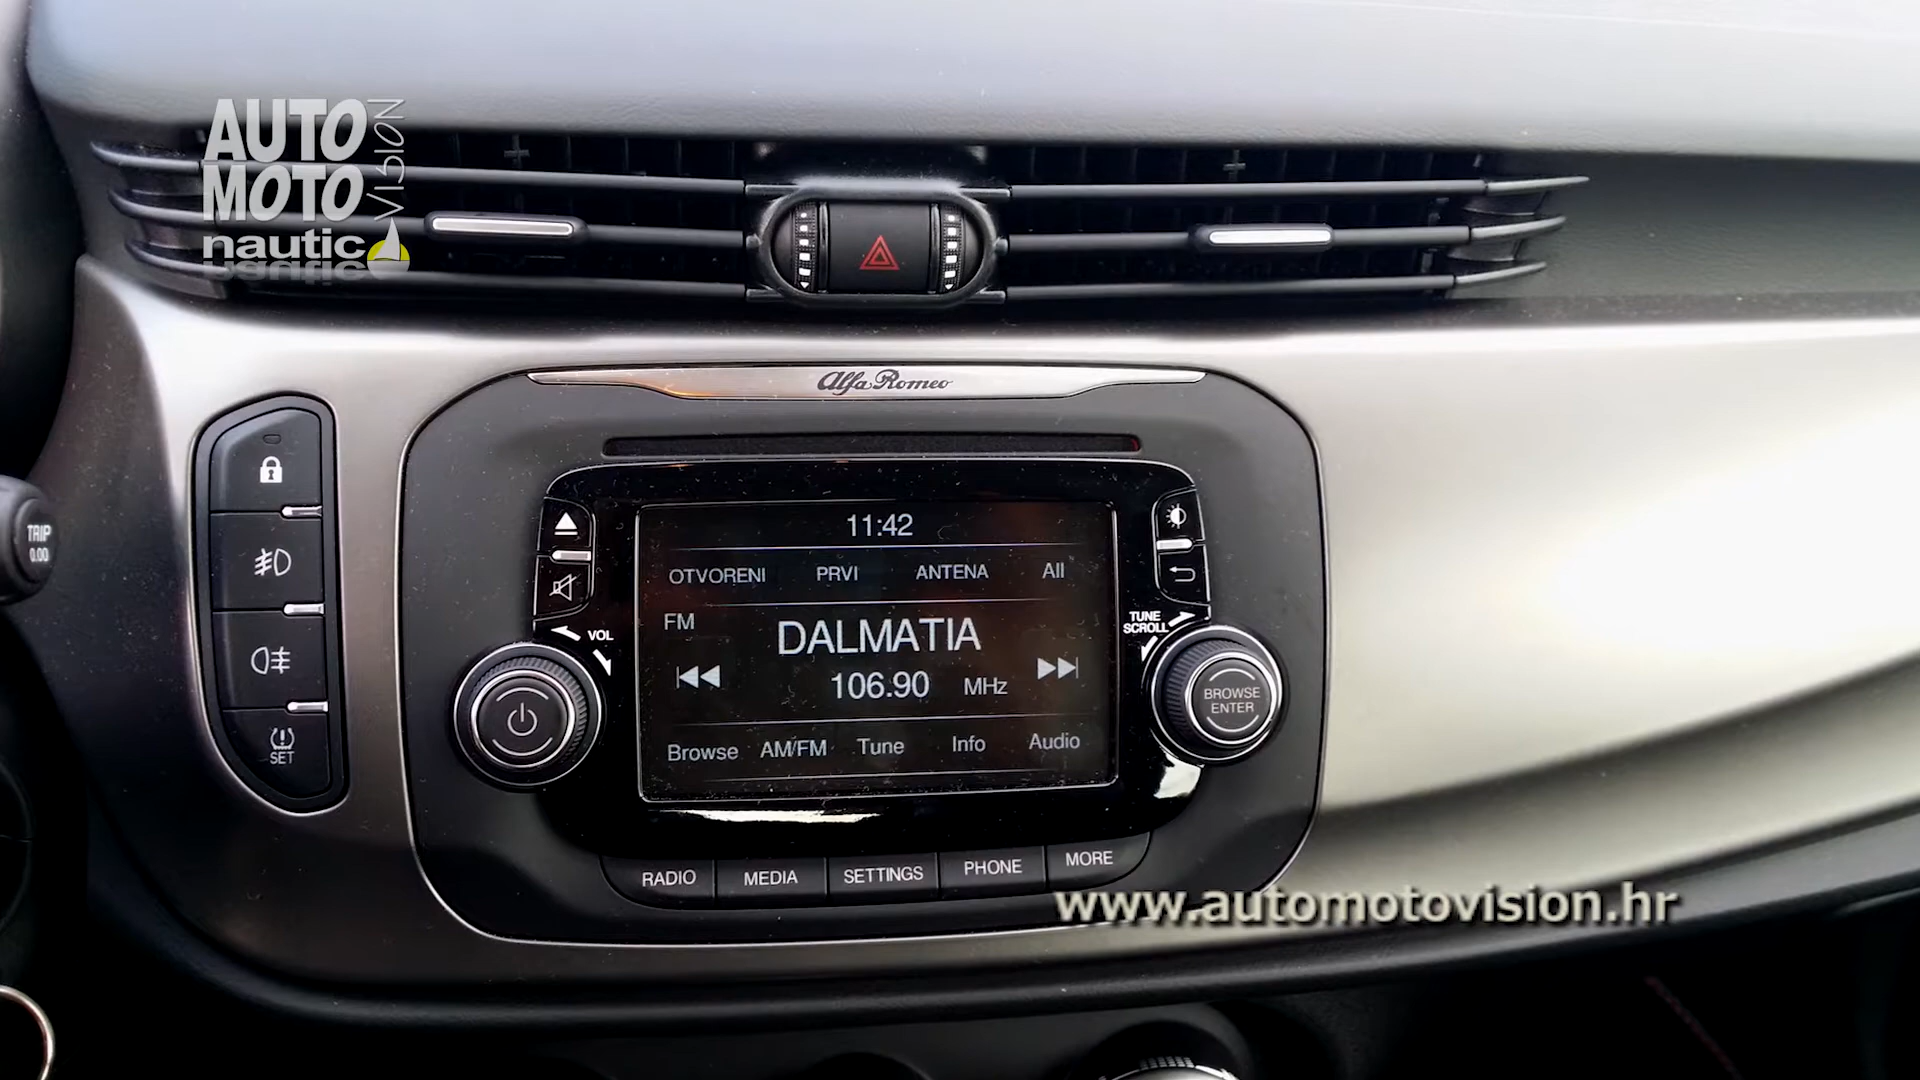 AUTO
MOTO
VISION
nautic
Alfa Romeo
TRIP
0.00
SET
VOL
TUNE
SCROLL
BROWSE
ENTER
11:42
OTVORENI PRVI ANTENA All
FM
DALMATIA
106.90 MHz
Browse AM/FM Tune Info Audio
RADIO MEDIA SETTINGS PHONE MORE
www.automotovision.hr